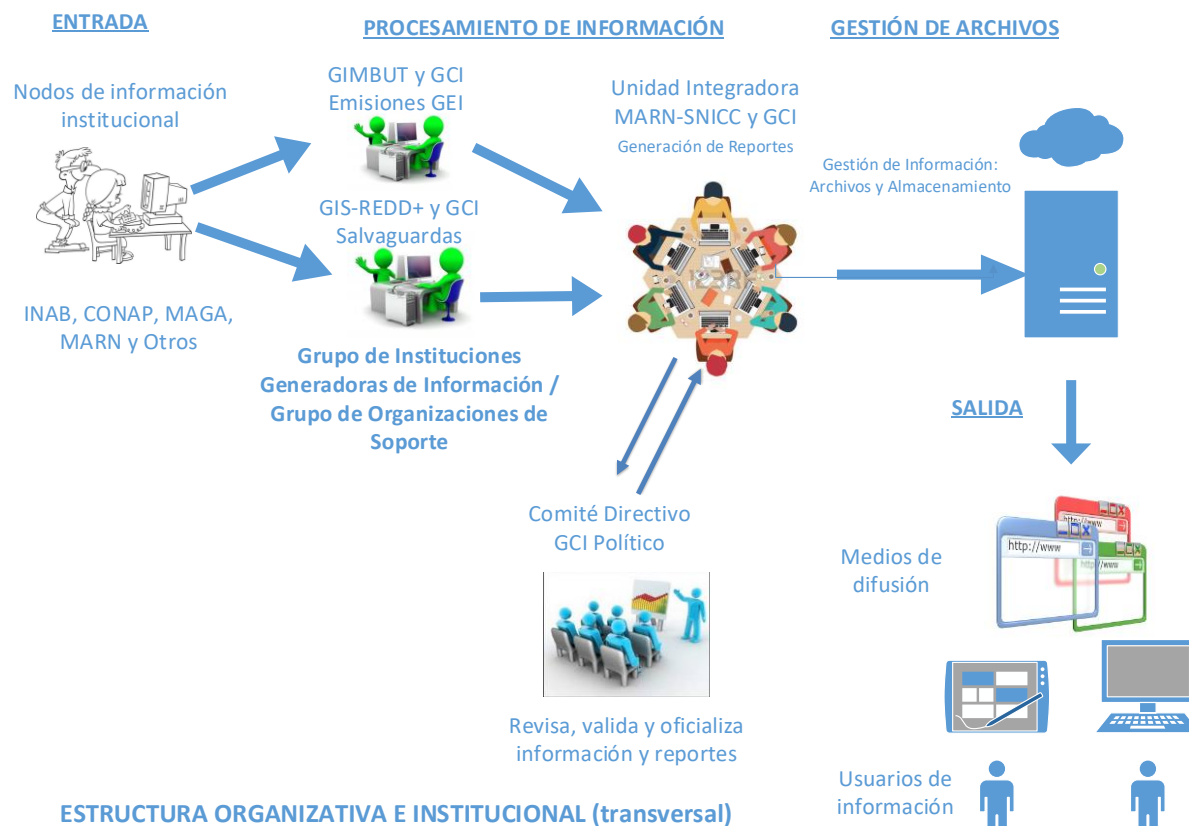 ENTRADA
PROCESAMIENTO DE INFORMACIÓN
GESTIÓN DE ARCHIVOS
Nodos de información
institucional
INAB, CONAP, MAGA,
MARN y Otros
GIMBUT y GCI
Emisiones GEI
GIS-REDD+ y GCI
Salvaguardas
Grupo de Instituciones
Generadoras de Información /
Grupo de Organizaciones de
Soporte
Unidad Integradora
MARN-SNICC y GCI
Generación de Reportes
Gestión de Información:
Archivos y Almacenamiento
Comité Directivo
GCI Político
Revisa, valida y oficializa
información y reportes
SALIDA
Medios de
difusión
http://www
http://www
http://www
Usuarios de
información
ESTRUCTURA ORGANIZATIVA E INSTITUCIONAL (transversal)